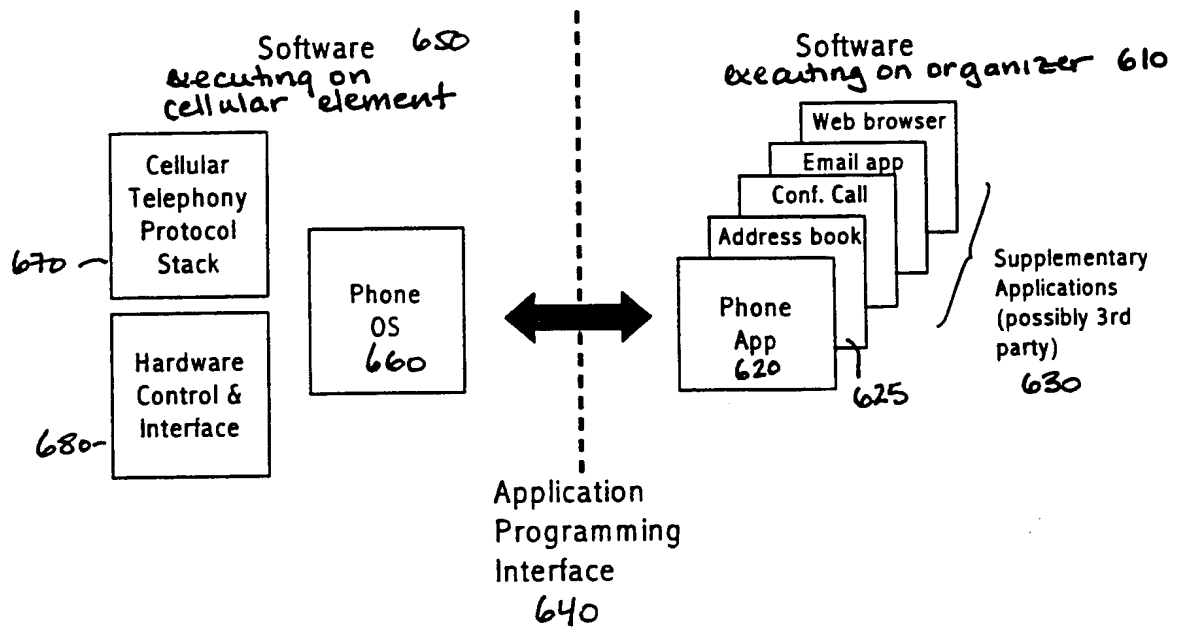 Software 650
executing on
cellular element
Cellular
Telephony
Protocol
Stack
670
Hardware
Control &
Interface
680
Phone
OS
660
Application
Programming
Interface
640
Software
executing on organizer 610
Web browser
Email app
Conf. Call
Address book
Phone
App
620
625
Supplementary
Applications
(possibly 3rd
party)
630